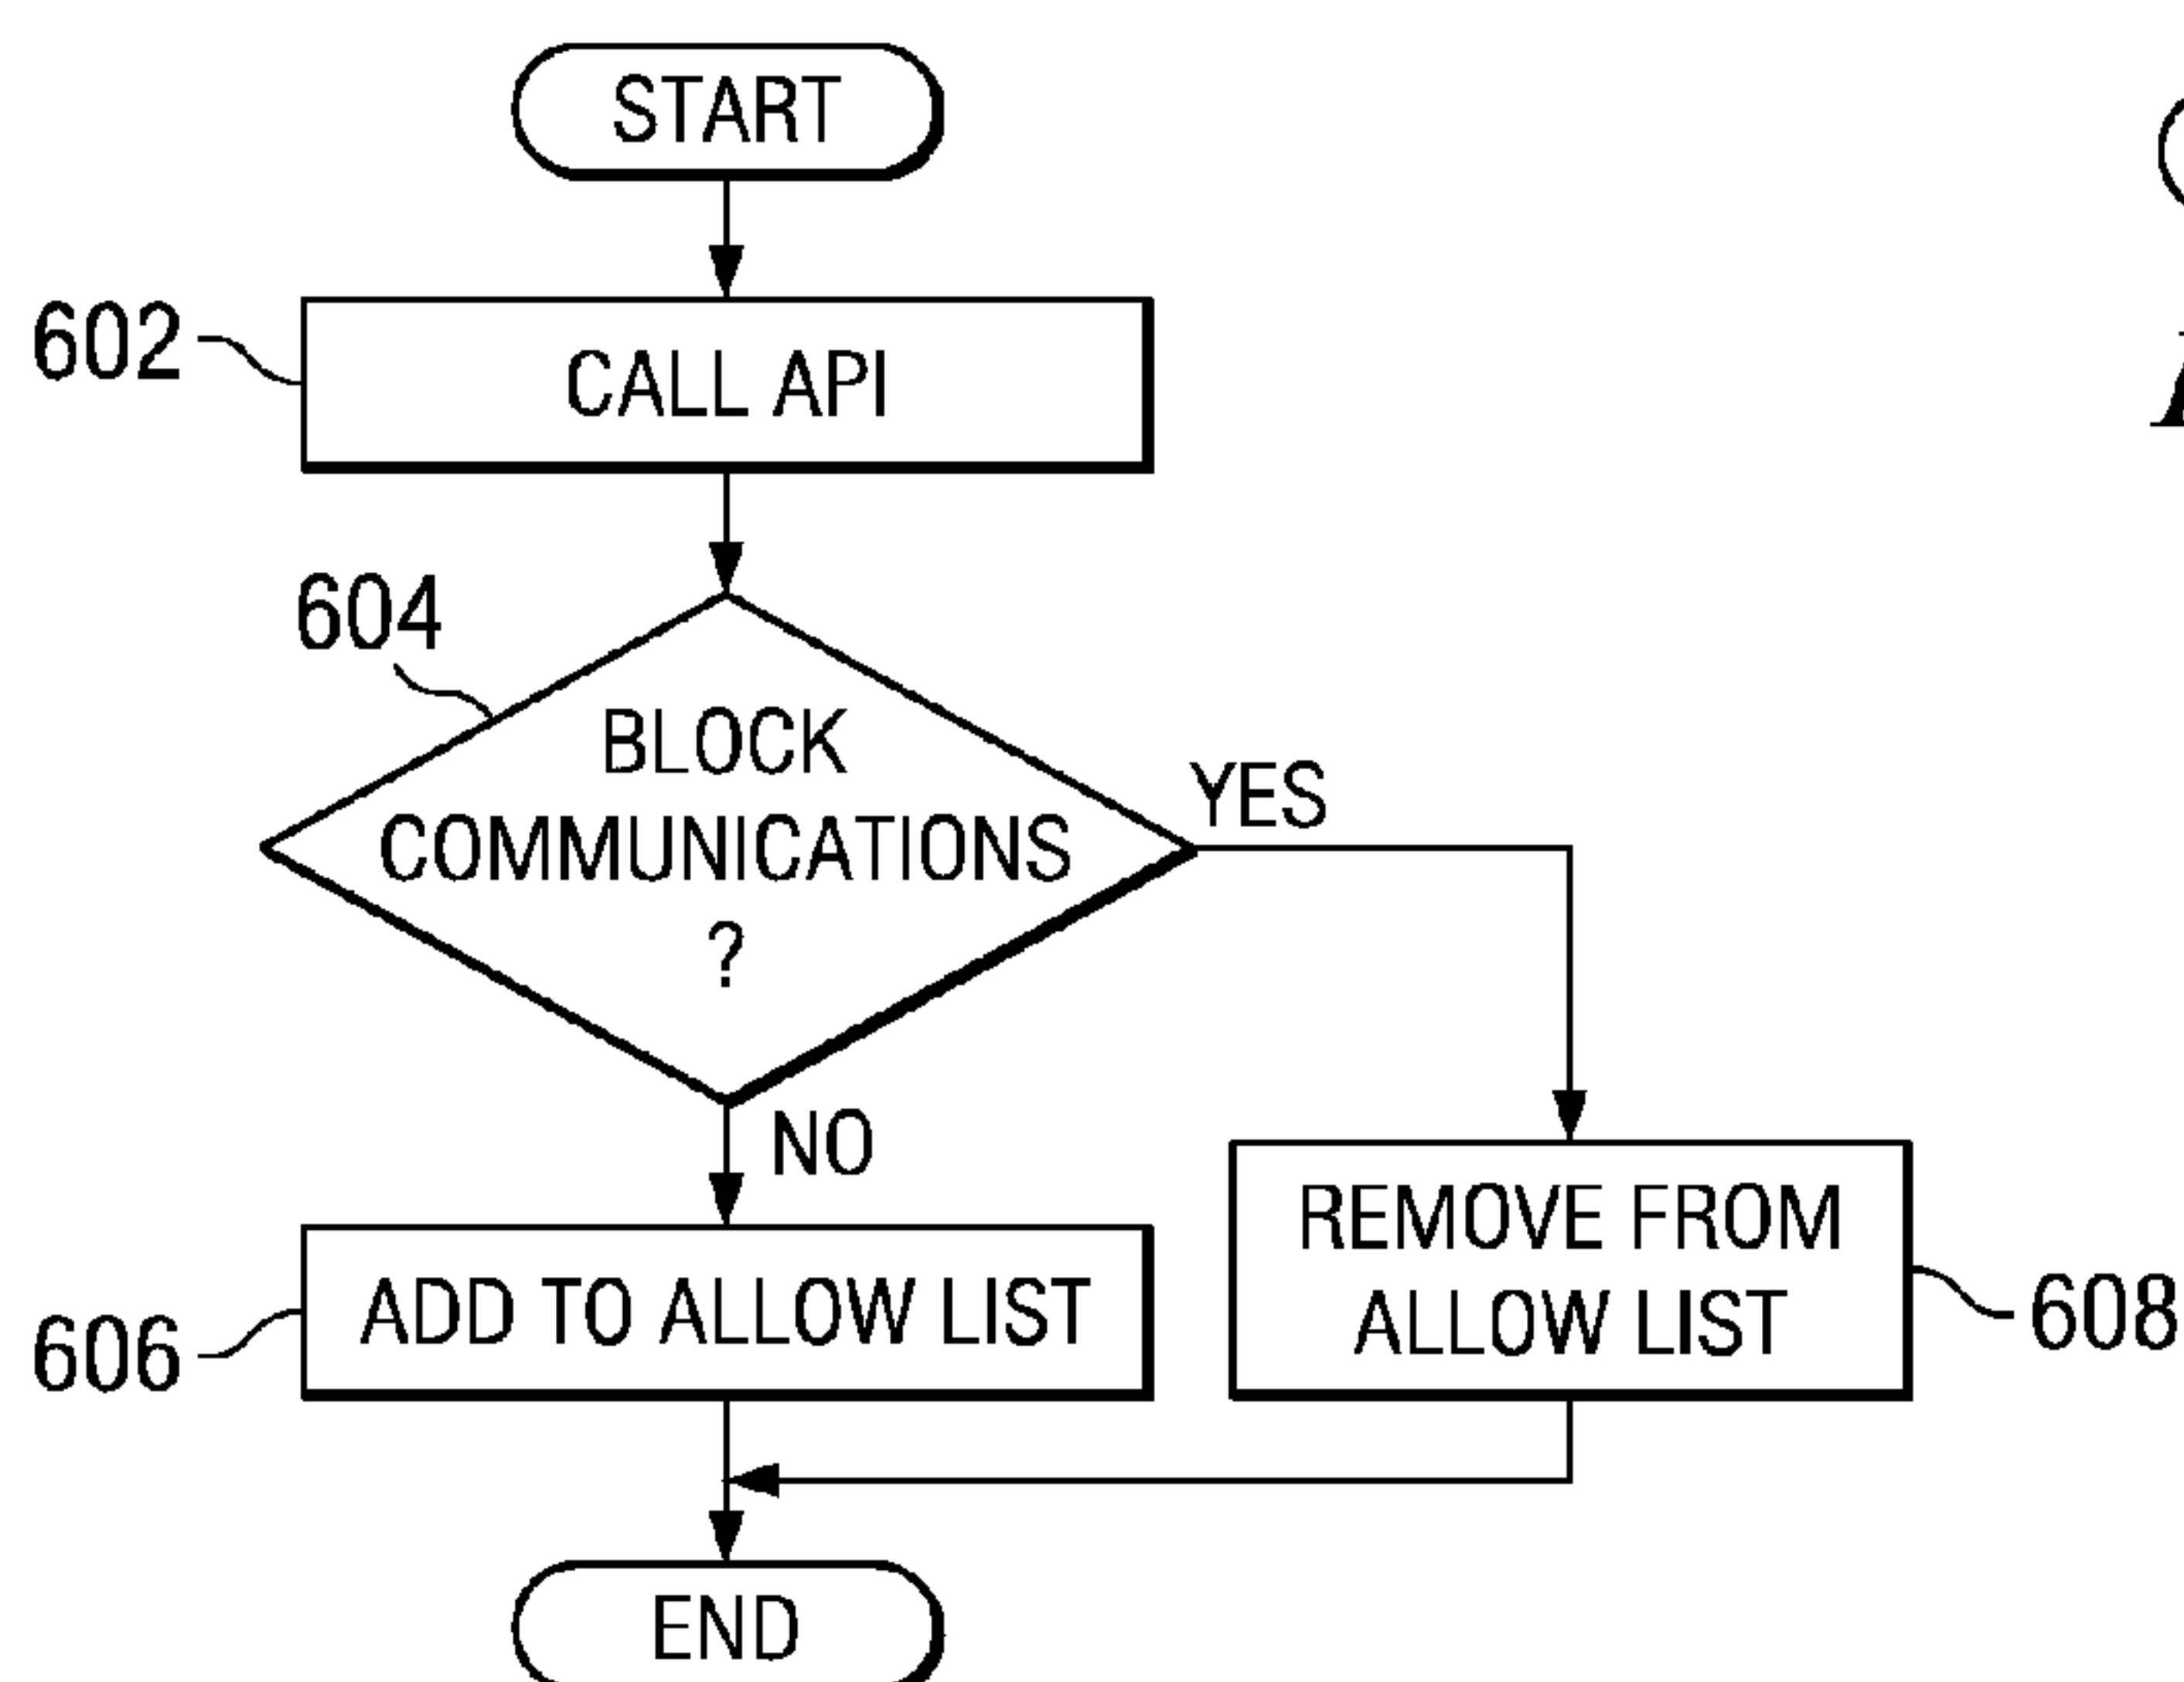 START
602
CALL API
604
BLOCK
COMMUNICATIONS
?
YES
NO
REMOVE FROM
ALLOW LIST
608
ADD TO ALLOW LIST
606
END